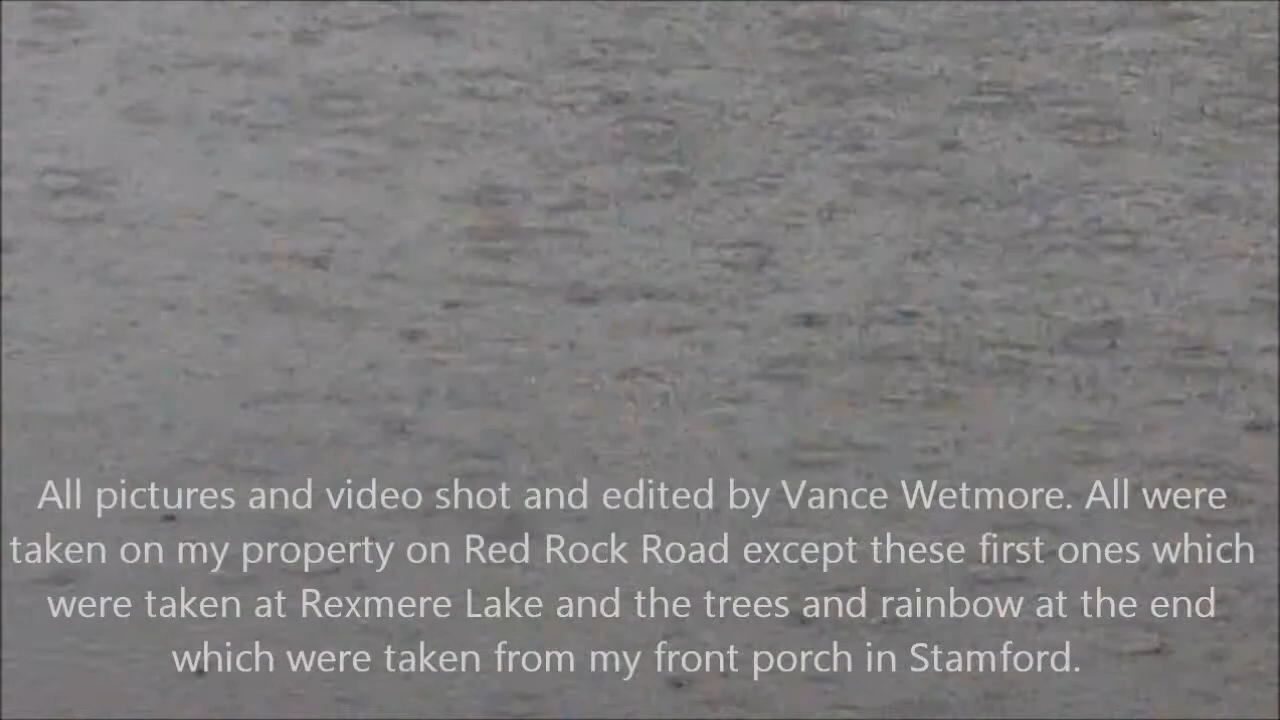 All pictures and video shot and edited by Vance Wetmore. All were
taken on my property on Red Rock Road except these first ones which
were taken at Rexmere Lake and the trees and rainbow at the end
which were taken from my front porch in Stamford.